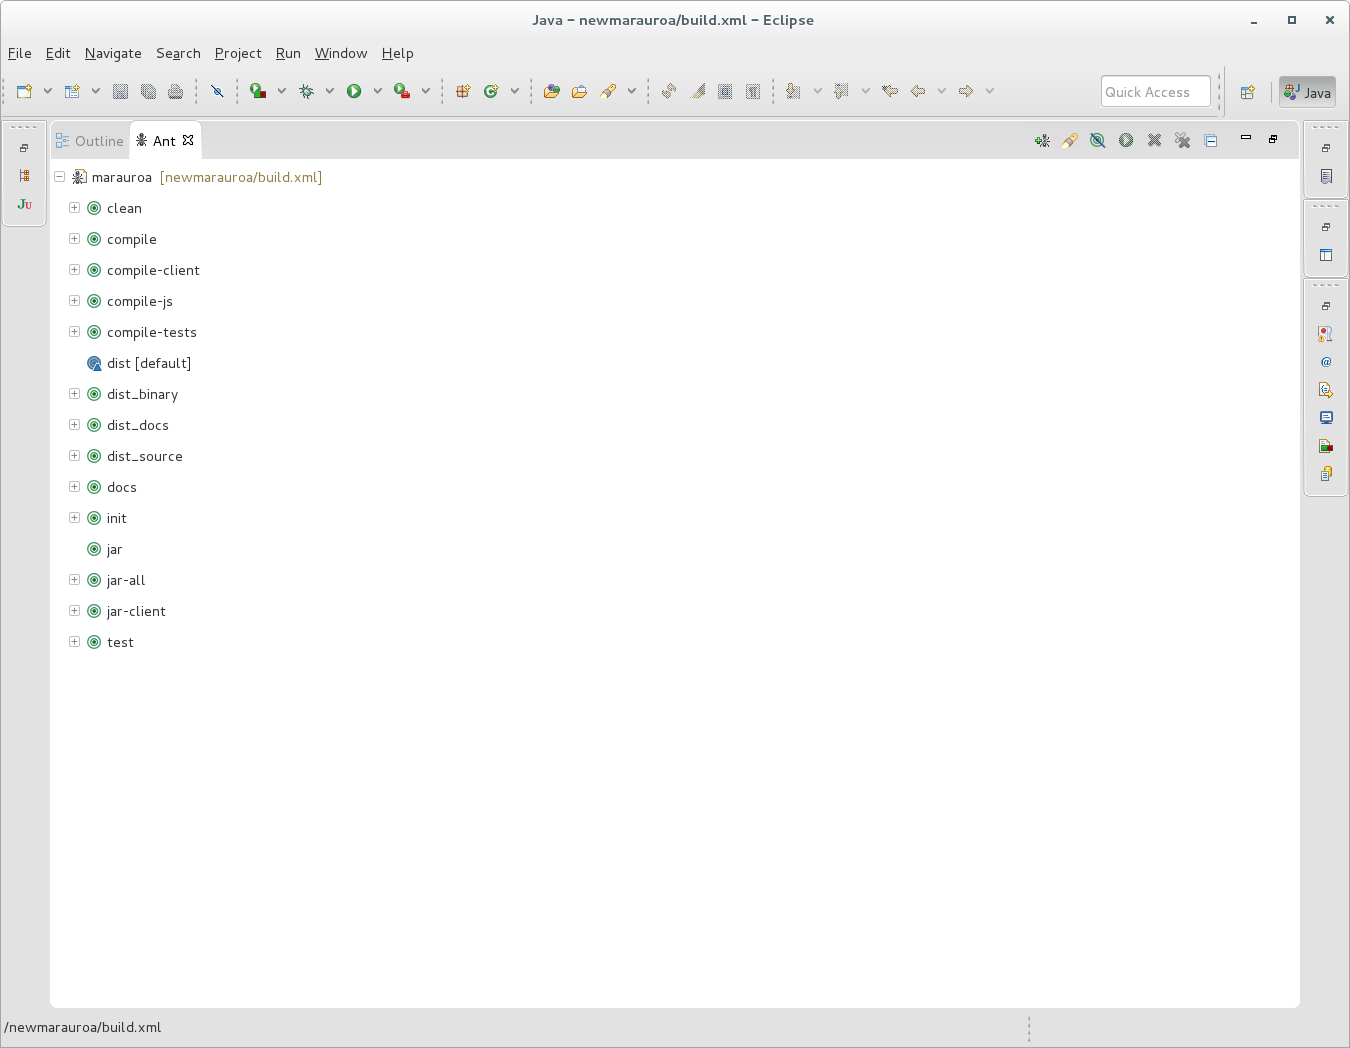 Java – newmarauroa/build.xml – Eclipse
File Edit Navigate Search Project Run Window Help
Quick Access
Java
Outline Ant
marauroa [newmarauroa/build.xml]
clean
compile
compile-client
compile-js
compile-tests
dist [default]
dist_binary
dist_docs
dist_source
docs
init
jar
jar-all
jar-client
test
/newmarauroa/build.xml